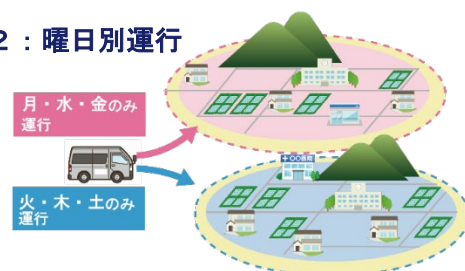 ２：曜日別運行
月・水・金のみ
運行
火・木・土のみ
運行